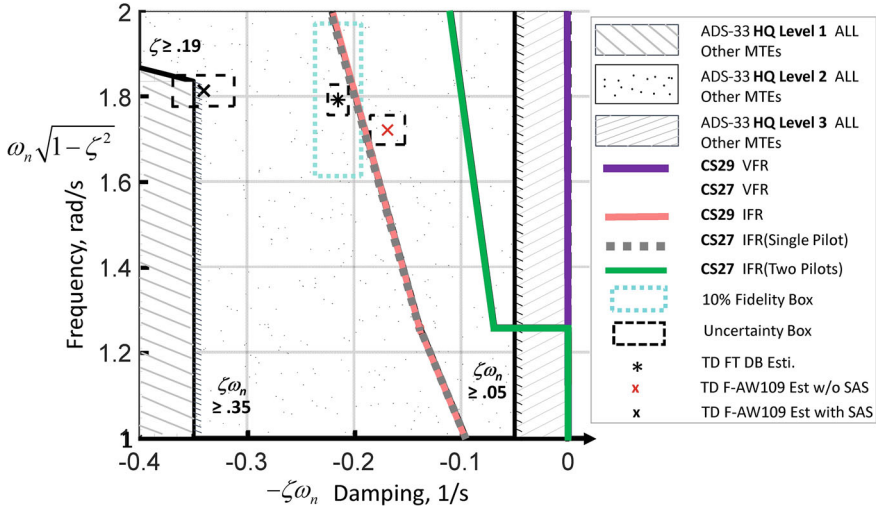 2
1.8
1.6
1.4
1.2
1
-0.4
-0.3
-0.2
-0.1
0
ωₙ√1−ζ²
Frequency, rad/s
−ζωₙ Damping, 1/s
ζ ≥ .19
ζωₙ
≥ .35
ζωₙ
≥ .05
ADS-33 HQ Level 1 ALL
Other MTEs
ADS-33 HQ Level 2 ALL
Other MTEs
ADS-33 HQ Level 3 ALL
Other MTEs
CS29 VFR
CS27 VFR
CS29 IFR
CS27 IFR(Single Pilot)
CS27 IFR(Two Pilots)
10% Fidelity Box
Uncertainty Box
TD FT DB Esti.
TD F-AW109 Est w/o SAS
TD F-AW109 Est with SAS